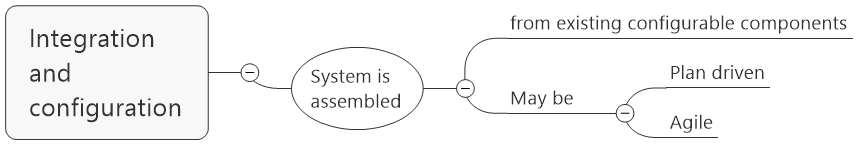 Integration
and
configuration
System is
assembled
from existing configurable components
May be
Plan driven
Agile